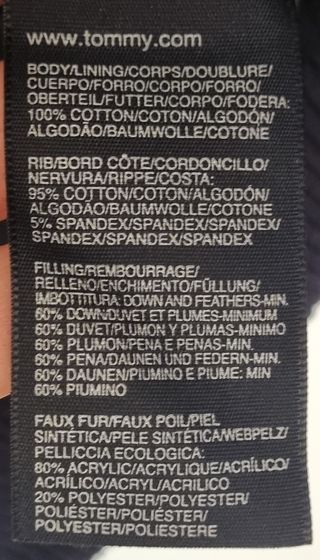 www.tommy.com
BODY/LINING/CORPS/DOUBLURE/
CUERPO/FORRO/CORPO/FORRO/
OBERTEIL/FUTTER/CORPO/FODERA:
100% COTTON/COTON/ALGODÓN/
ALGODÃO/BAUMWOLLE/COTONE
RIB/BORD CÔTE/CORDONCILLO/
NERVURA/RIPPE/COSTA:
95% COTTON/COTON/ALGODÓN/
ALGODÃO/BAUMWOLLE/COTONE
5% SPANDEX/SPANDEX/SPANDEX/
SPANDEX/SPANDEX/SPANDEX
FILLING/REMBOURRAGE/
RELLENO/ENCHIMENTO/FÜLLUNG/
IMBOTTITURA: DOWN AND FEATHERS-MIN.
60% DOWN/DUVET ET PLUMES-MINIMUM
60% DUVET/PLUMÓN Y PLUMAS-MINIMO
60% PLUMÓN/PENA E PENAS-MIN.
60% PENA/DAUNEN UND FEDERN-MIN.
60% DAUNEN/PIUMINO E PIUME: MIN
60% PIUMINO
FAUX FUR/FAUX POIL/PIEL
SINTÉTICA/PELE SINTÉTICA/WEBPELZ/
PELLICCIA ECOLOGICA:
80% ACRYLIC/ACRYLIQUE/ACRÍLICO/
ACRÍLICO/ACRYL/ACRILICO
20% POLYESTER/POLYESTER/
POLIÉSTER/POLIÉSTER/
POLYESTER/POLIESTERE